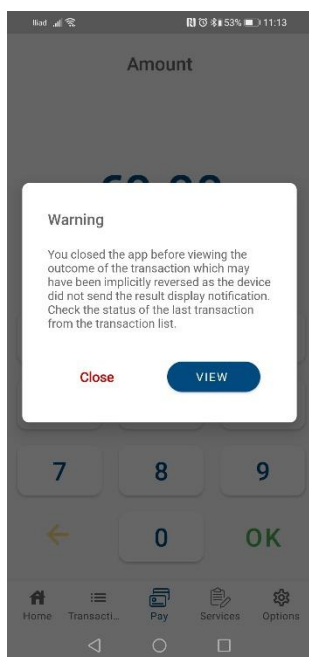 Iliad 53% 11:13
Amount
Warning
You closed the app before viewing the
outcome of the transaction which may
have been implicitly reversed as the device
did not send the result display notification.
Check the status of the last transaction
from the transaction list.
Close VIEW
7 8 9
0 OK
Home Transacti... Pay Services Options